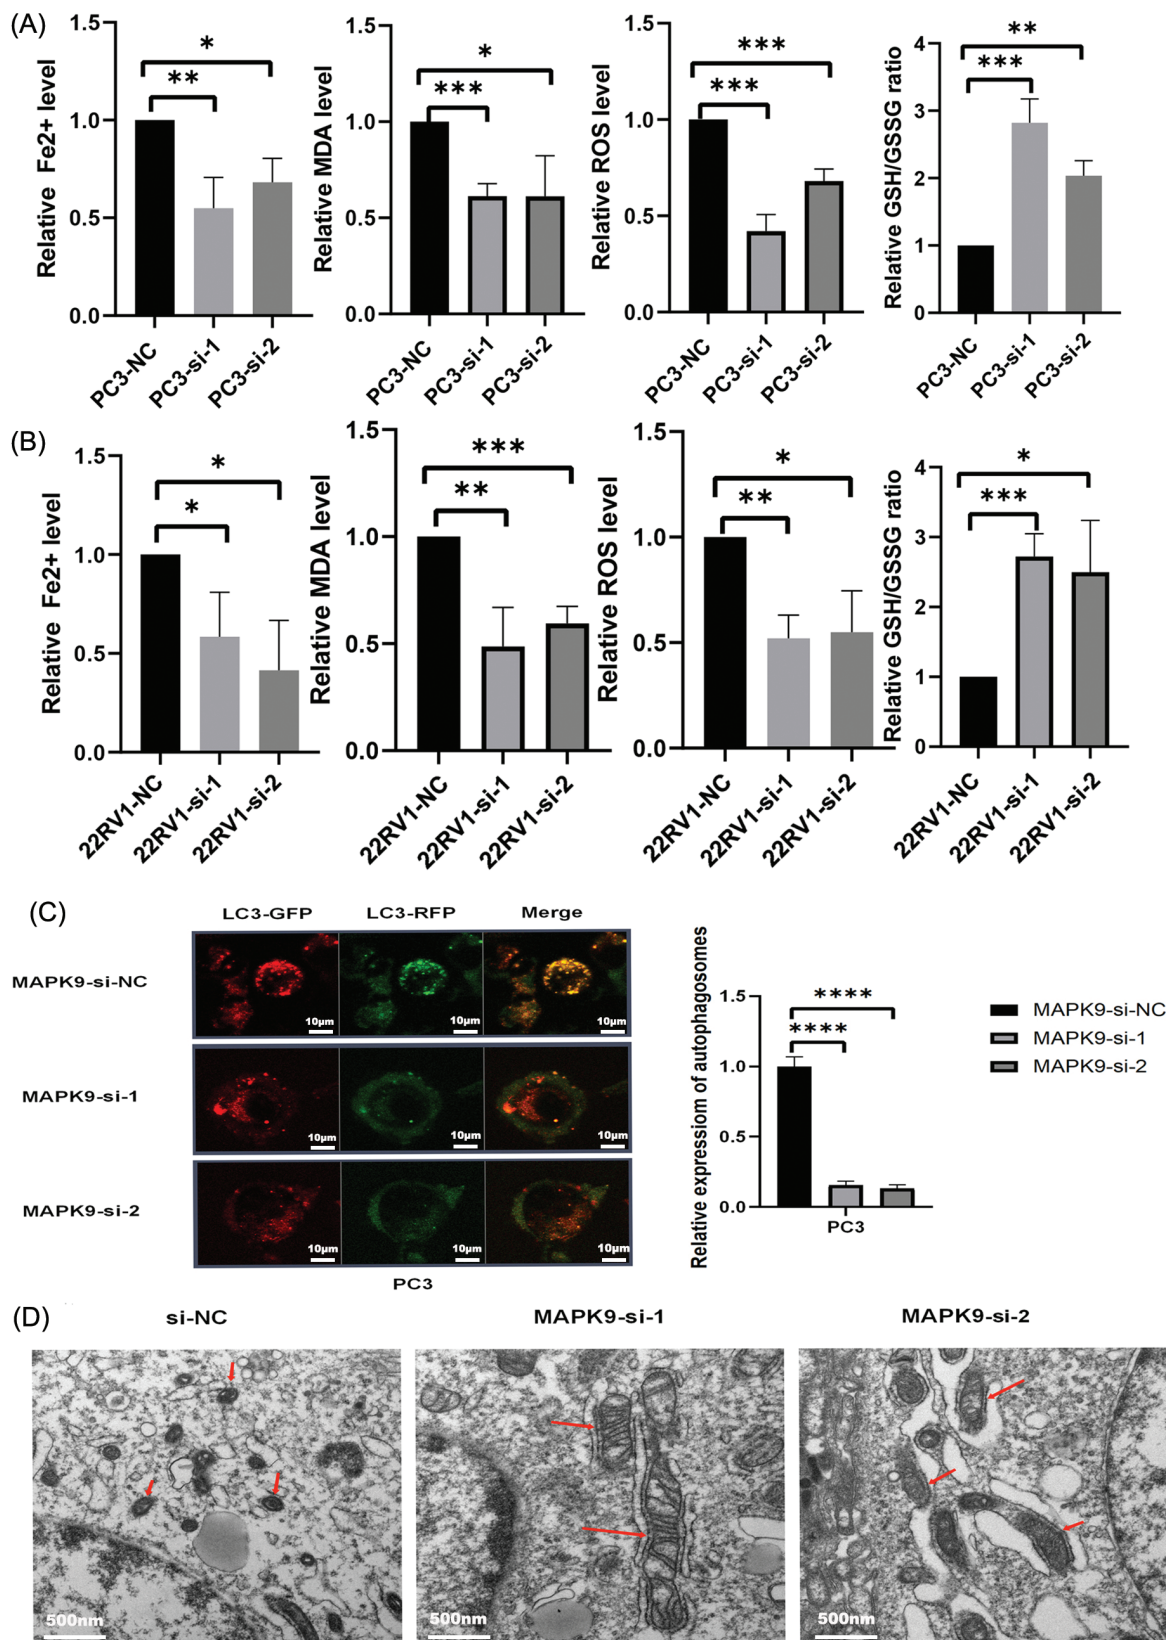 (A)
Relative Fe2+ level
1.5
1.0
0.5
0.0
*
**
PC3-NC
PC3-si-1
PC3-si-2
Relative MDA level
1.5
1.0
0.5
0.0
*
***
PC3-NC
PC3-si-1
PC3-si-2
Relative ROS level
1.5
1.0
0.5
0.0
***
***
PC3-NC
PC3-si-1
PC3-si-2
Relative GSH/GSSG ratio
4
3
2
1
0
**
***
PC3-NC
PC3-si-1
PC3-si-2
(B)
Relative Fe2+ level
1.5
1.0
0.5
0.0
*
*
22RV1-NC
22RV1-si-1
22RV1-si-2
Relative MDA level
1.5
1.0
0.5
0.0
***
**
22RV1-NC
22RV1-si-1
22RV1-si-2
Relative ROS level
1.5
1.0
0.5
0.0
*
**
22RV1-NC
22RV1-si-1
22RV1-si-2
Relative GSH/GSSG ratio
4
3
2
1
0
*
***
22RV1-NC
22RV1-si-1
22RV1-si-2
(C)
LC3-GFP LC3-RFP Merge
MAPK9-si-NC
10μm 10μm 10μm
MAPK9-si-1
10μm 10μm 10μm
MAPK9-si-2
10μm 10μm 10μm
PC3
Relative expressiom of autophagosomes
1.5
1.0
0.5
0.0
****
****
PC3
MAPK9-si-NC
MAPK9-si-1
MAPK9-si-2
(D)
si-NC MAPK9-si-1 MAPK9-si-2
500nm 500nm 500nm